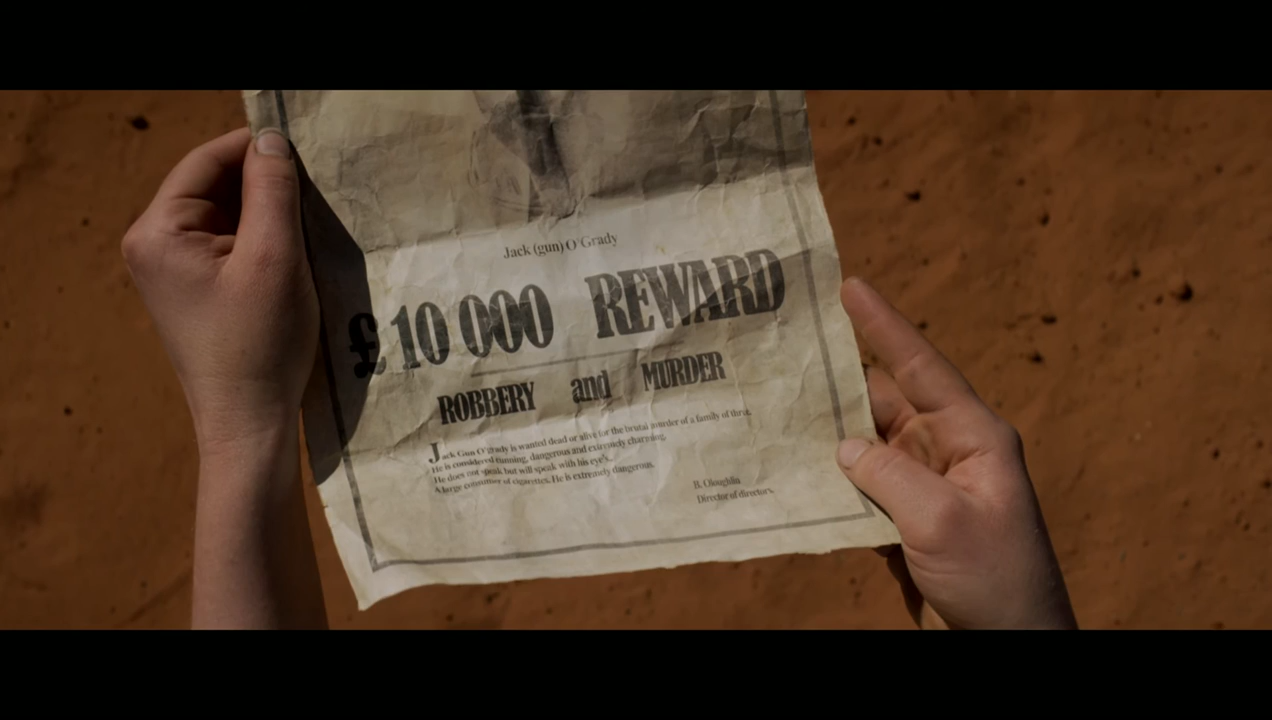 Jack (gun) O'Grady
£10 000 REWARD
ROBBERY and MURDER
Jack Gun O'grady is wanted dead or alive for the brutal murder of a family of three.
He is considered cunning, dangerous and extremely charming.
He does not speak but will speak with his eye's..
A large committer of cigarettes. He is extremely dangerous.
B. Oloughlin
Director of directors.